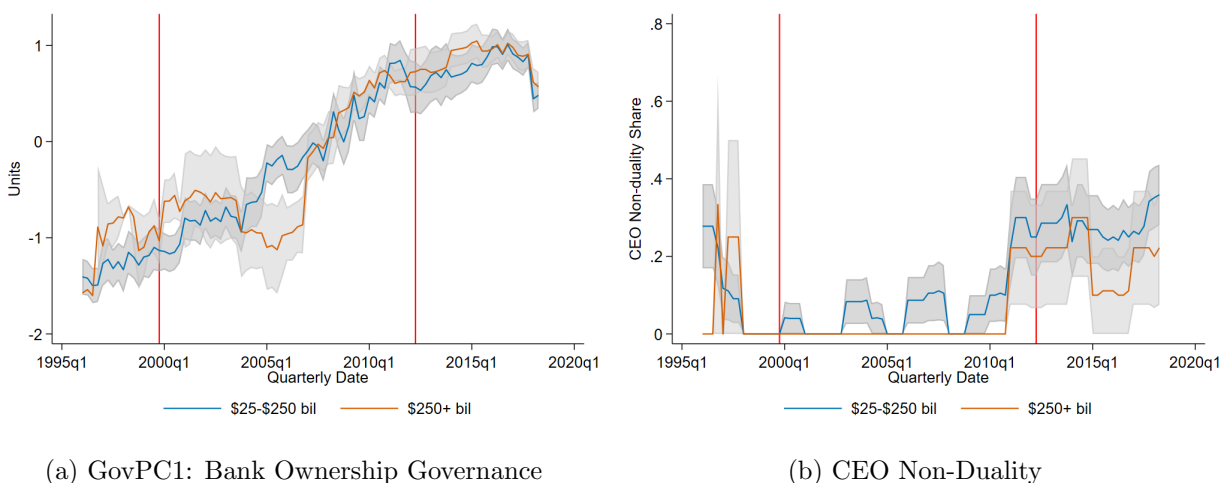 1
0
-1
-2
Units
1995q1 2000q1 2005q1 2010q1 2015q1 2020q1
Quarterly Date
$25-$250 bil $250+ bil
(a) GovPC1: Bank Ownership Governance
.8
.6
.4
.2
0
CEO Non-duality Share
1995q1 2000q1 2005q1 2010q1 2015q1 2020q1
Quarterly Date
$25-$250 bil $250+ bil
(b) CEO Non-Duality